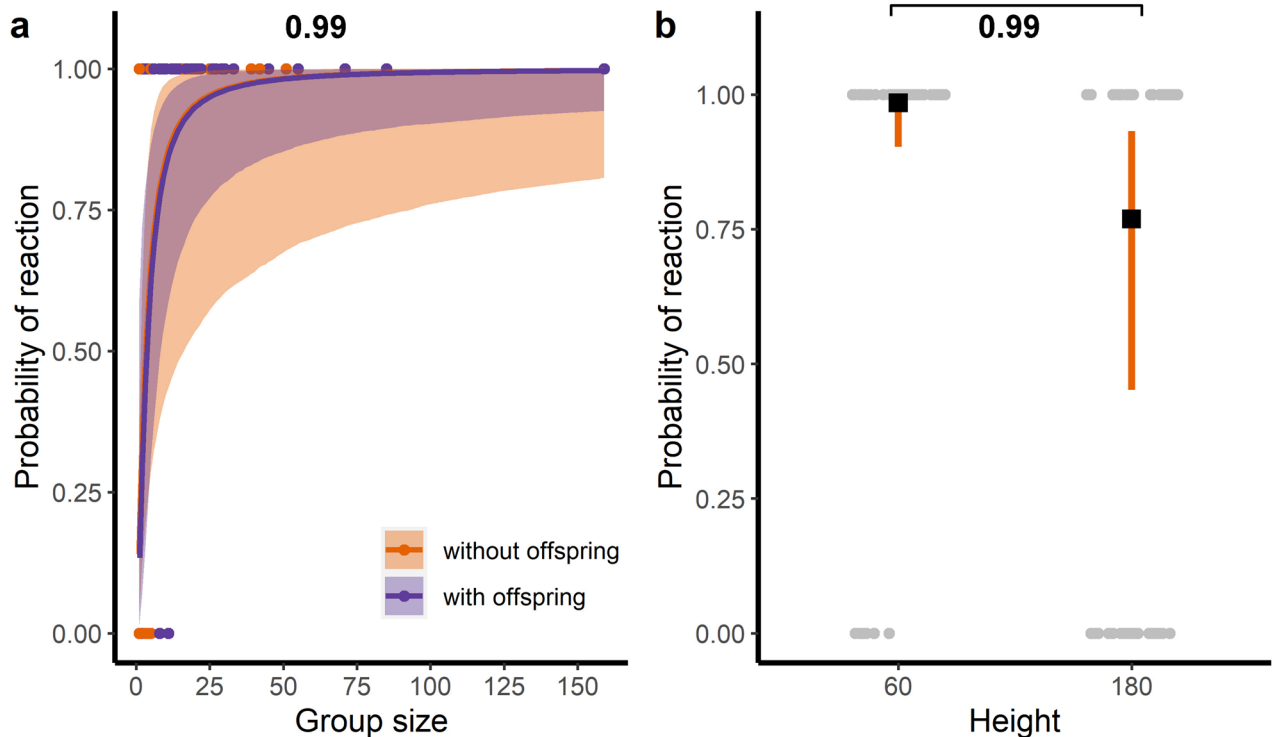 a
0.99
Probability of reaction
1.00
0.75
0.50
0.25
0.00
without offspring
with offspring
0 25 50 75 100 125 150
Group size
b
0.99
Probability of reaction
1.00
0.75
0.50
0.25
0.00
60 180
Height